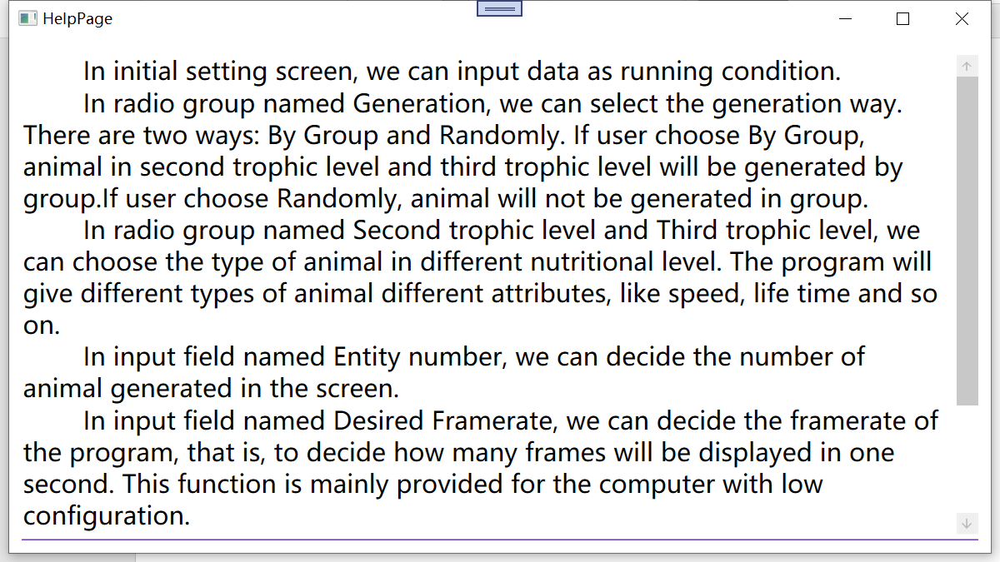 HelpPage
In initial setting screen, we can input data as running condition.
In radio group named Generation, we can select the generation way.
There are two ways: By Group and Randomly. If user choose By Group,
animal in second trophic level and third trophic level will be generated by
group.If user choose Randomly, animal will not be generated in group.
In radio group named Second trophic level and Third trophic level, we
can choose the type of animal in different nutritional level. The program will
give different types of animal different attributes, like speed, life time and so
on.
In input field named Entity number, we can decide the number of
animal generated in the screen.
In input field named Desired Framerate, we can decide the framerate of
the program, that is, to decide how many frames will be displayed in one
second. This function is mainly provided for the computer with low
configuration.